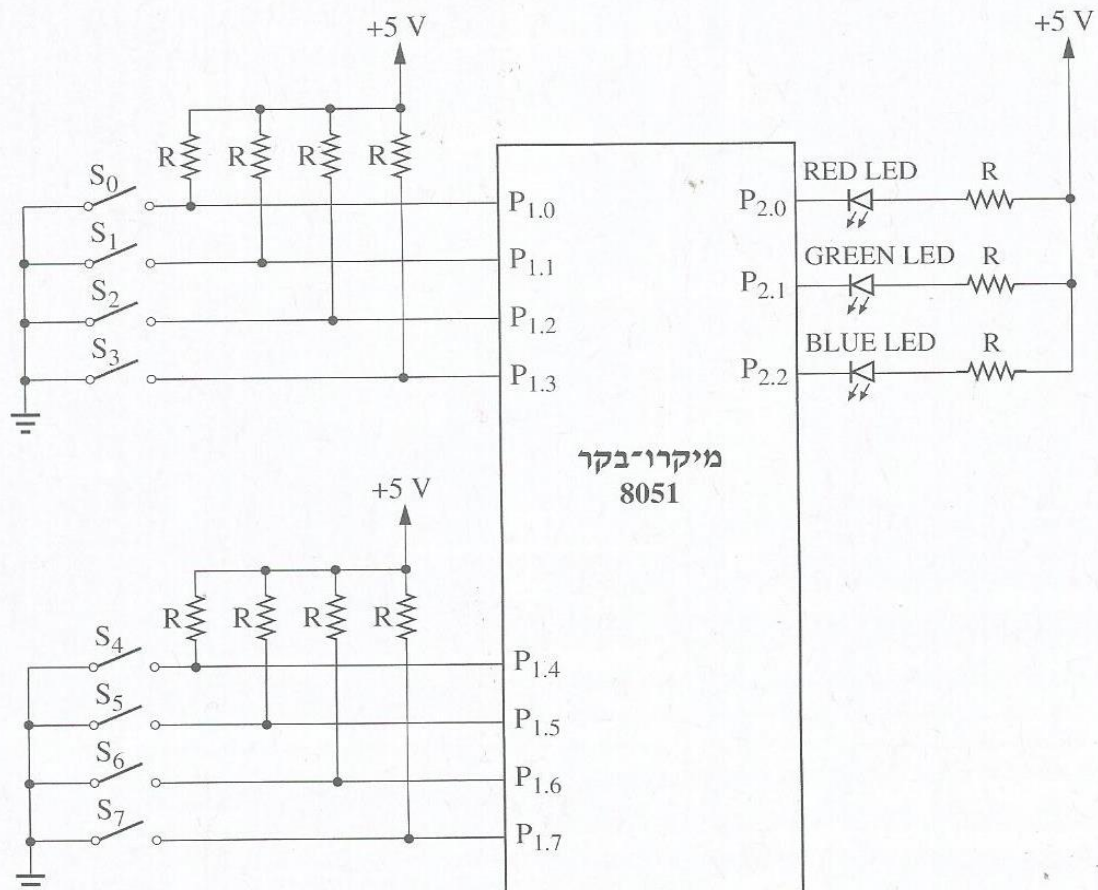 +5 V
+5 V
R R R R
S₀
P₁.₀
RED LED R
P₂.₀
S₁
P₁.₁
GREEN LED R
P₂.₁
S₂
P₁.₂
BLUE LED R
P₂.₂
S₃
P₁.₃
מיקרו־בקר
8051
+5 V
R R R R
S₄
P₁.₄
S₅
P₁.₅
S₆
P₁.₆
S₇
P₁.₇